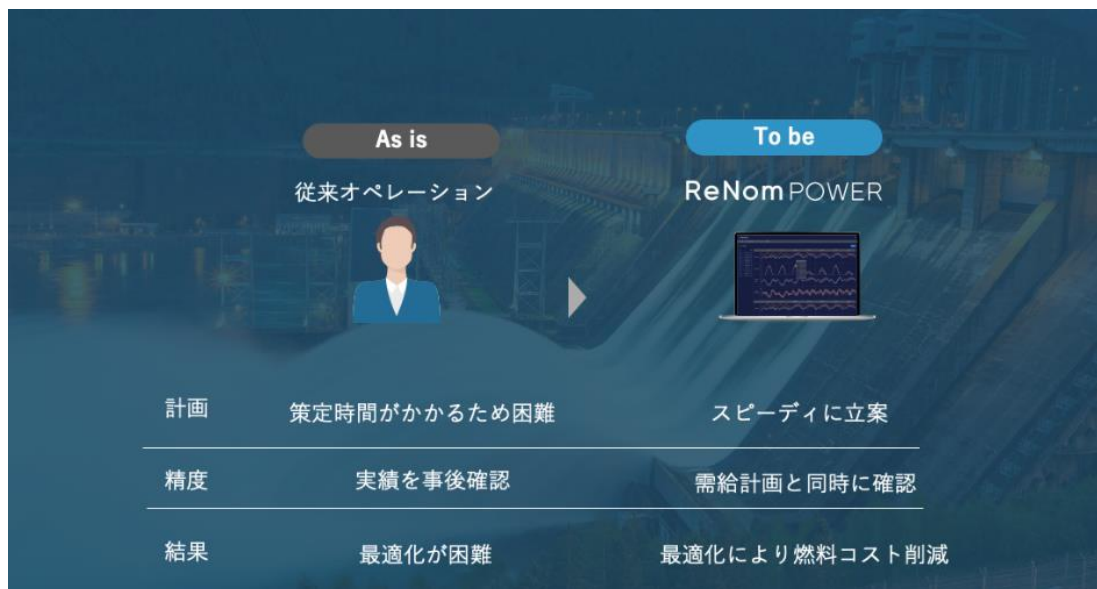 As is
To be
従来オペレーション
ReNom POWER
計画
策定時間がかかるため困難
スピーディに立案
精度
実績を事後確認
需給計画と同時に確認
結果
最適化が困難
最適化により燃料コスト削減